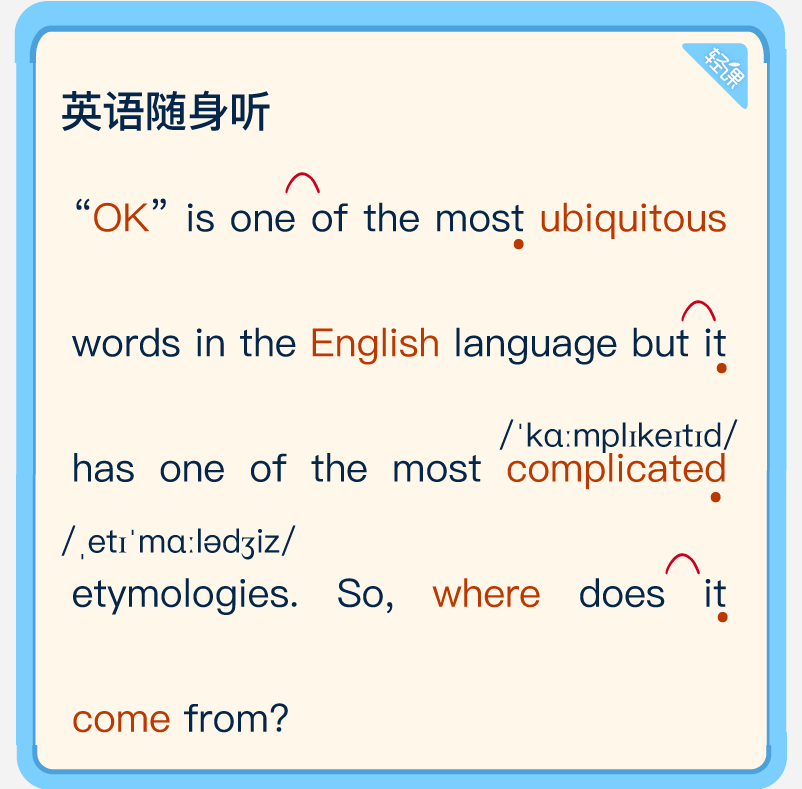 轻课
英语随身听
“OK” is one of the most ubiquitous
words in the English language but it
/ˈkɑːmplɪkeɪtɪd/
has one of the most complicated
/ˌetɪˈmɑːlədʒiz/
etymologies. So, where does it
come from?